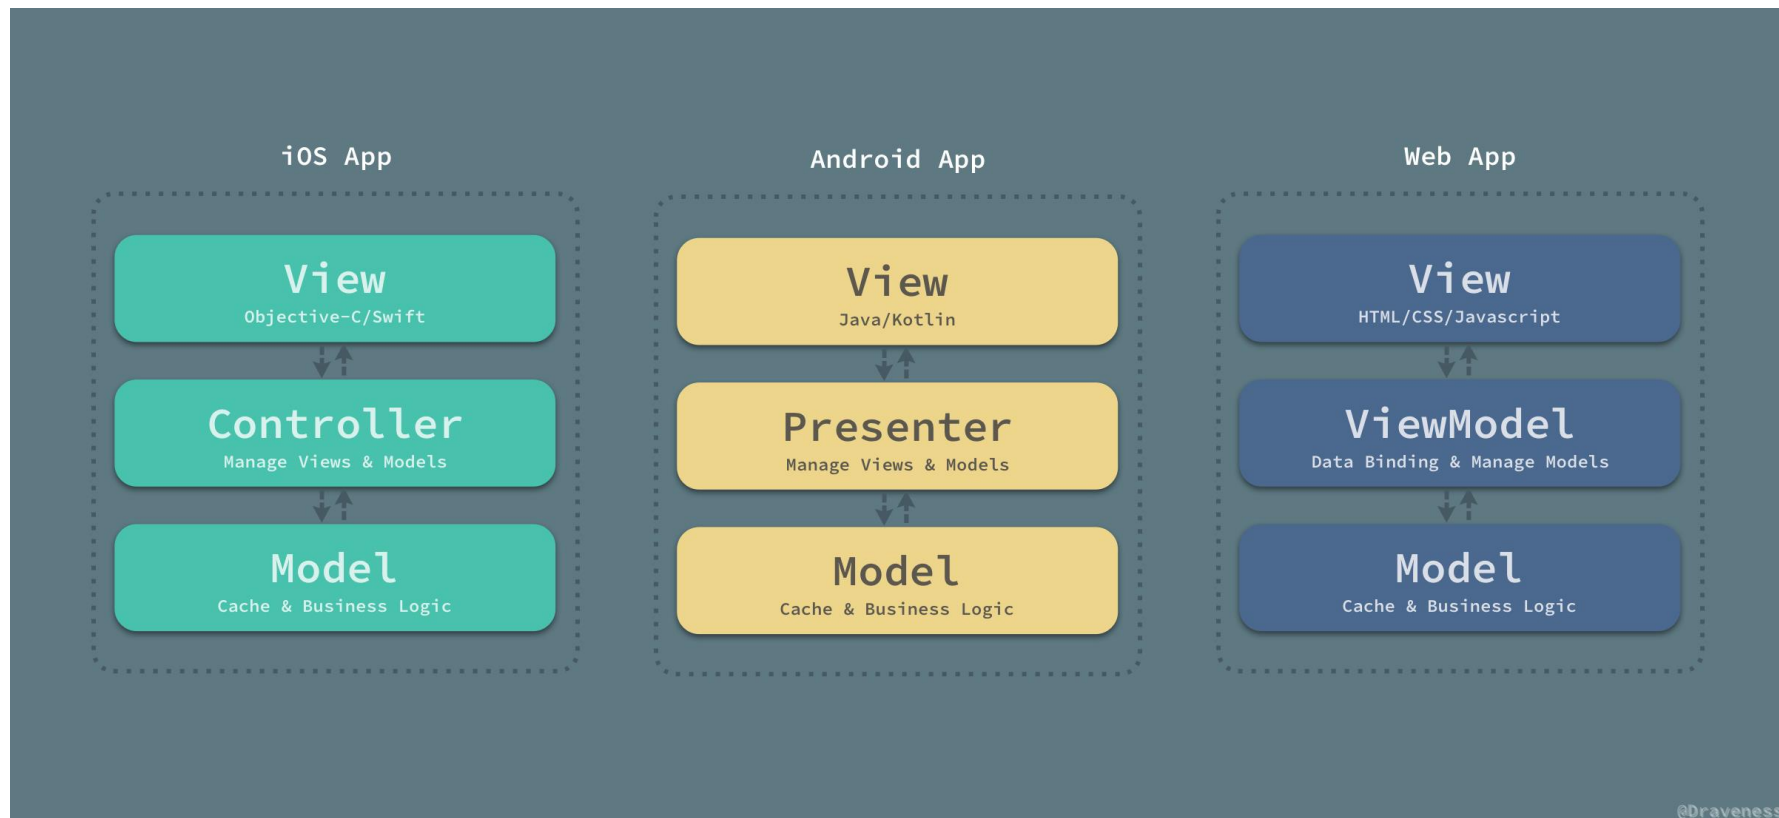 iOS App
View
Objective-C/Swift
Controller
Manage Views & Models
Model
Cache & Business Logic
Android App
View
Java/Kotlin
Presenter
Manage Views & Models
Model
Cache & Business Logic
Web App
View
HTML/CSS/Javascript
ViewModel
Data Binding & Manage Models
Model
Cache & Business Logic
@Draveness